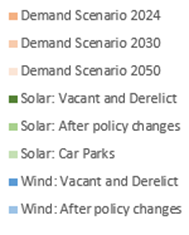 Demand Scenario 2024
Demand Scenario 2030
Demand Scenario 2050
Solar: Vacant and Derelict
Solar: After policy changes
Solar: Car Parks
Wind: Vacant and Derelict
Wind: After policy changes